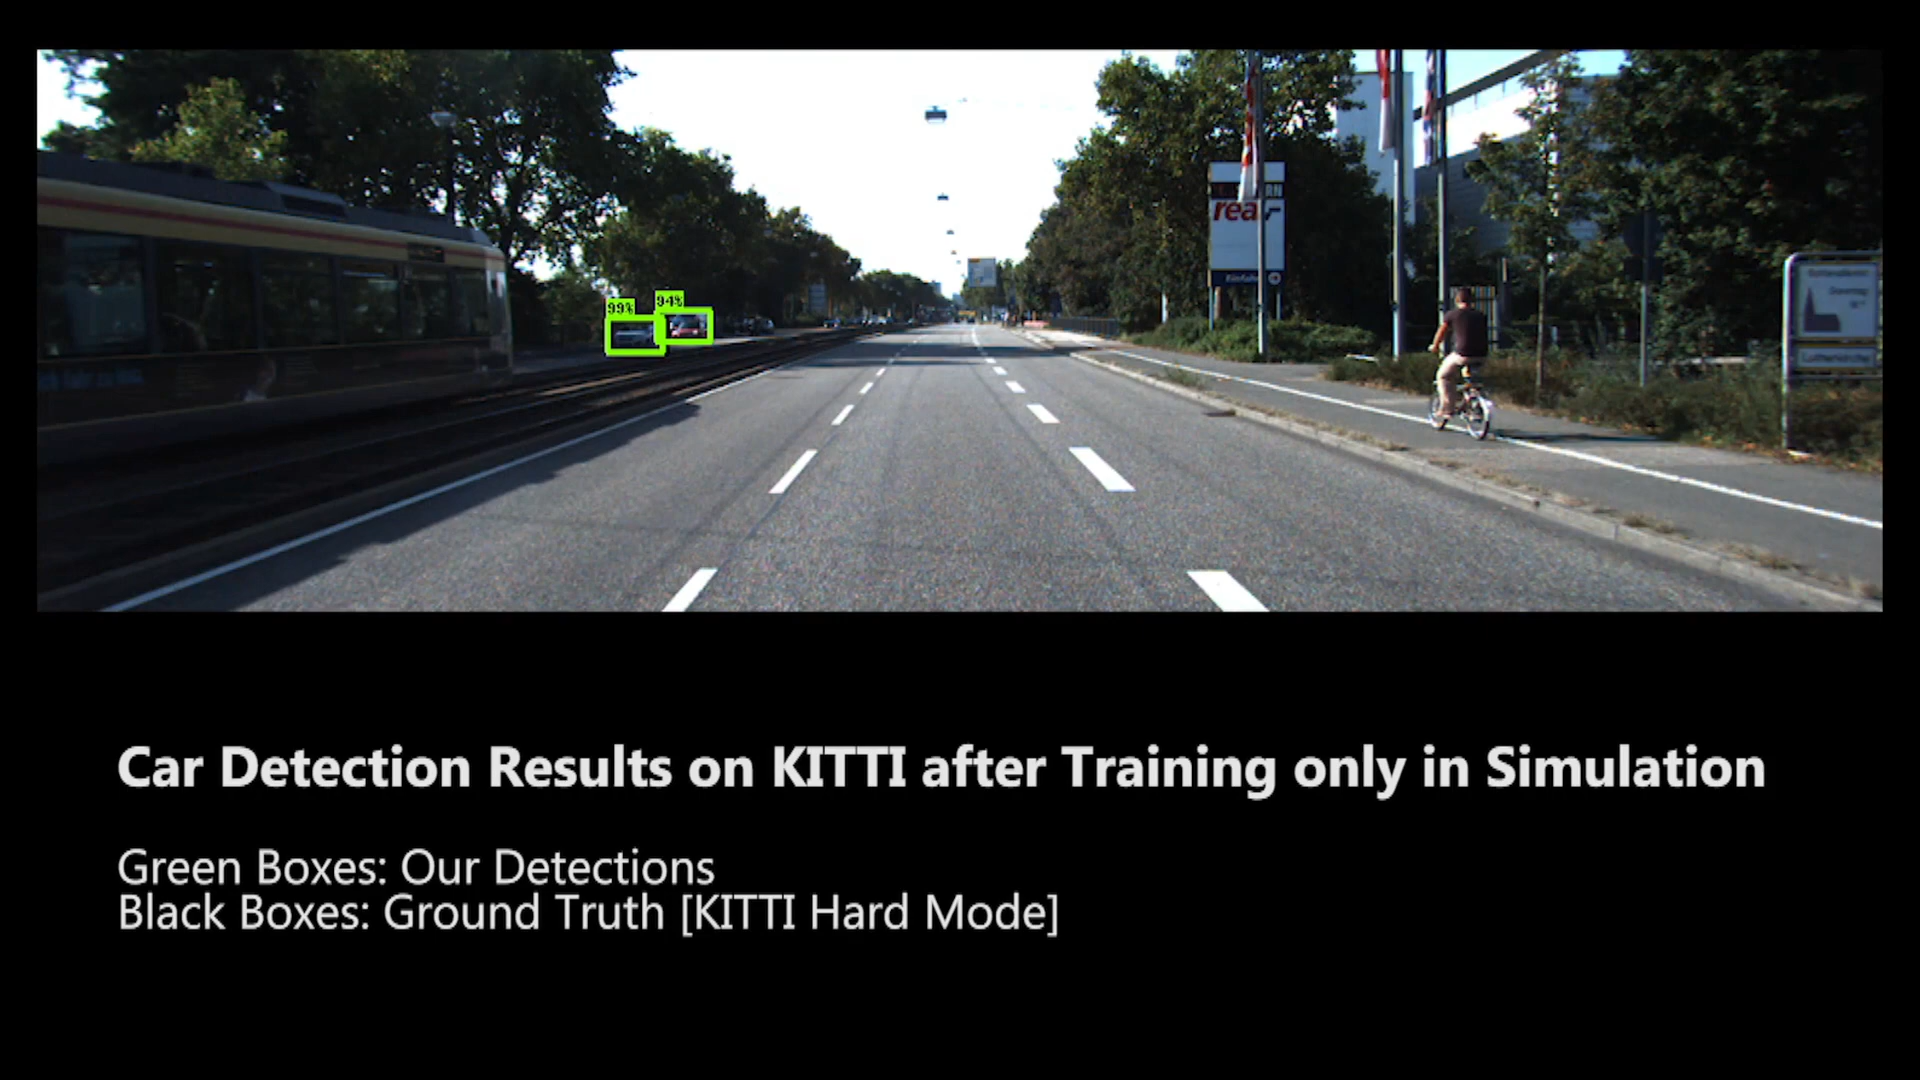 99%
94%
real
Car Detection Results on KITTI after Training only in Simulation
Green Boxes: Our Detections
Black Boxes: Ground Truth [KITTI Hard Mode]